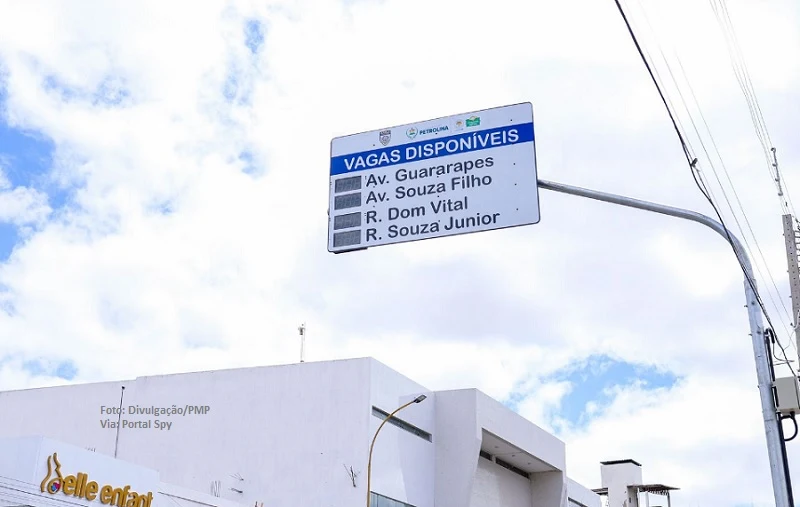 PETROLINA
VAGAS DISPONÍVEIS
Av. Guararapes
Av. Souza Filho
R. Dom Vital
R. Souza Junior
Foto: Divulgação/PMP
Via: Portal Spy
elle enfant